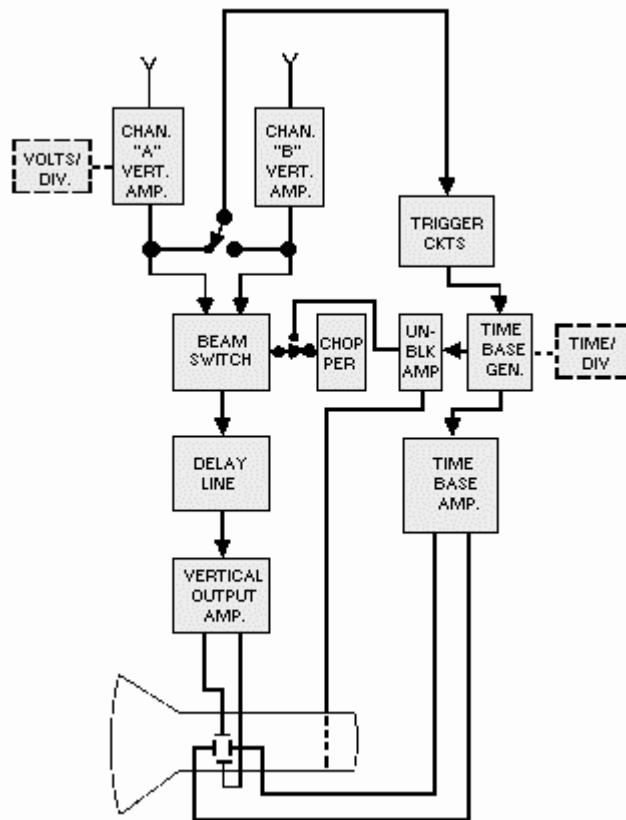 CHAN.
"A"
VERT.
AMP.
CHAN.
"B"
VERT.
AMP.
VOLTS/
DIV.
TRIGGER
CKTS
BEAM
SWITCH
CHOP
PER
UN-
BLK
AMP
TIME
BASE
GEN.
TIME/
DIV
DELAY
LINE
TIME
BASE
AMP.
VERTICAL
OUTPUT
AMP.